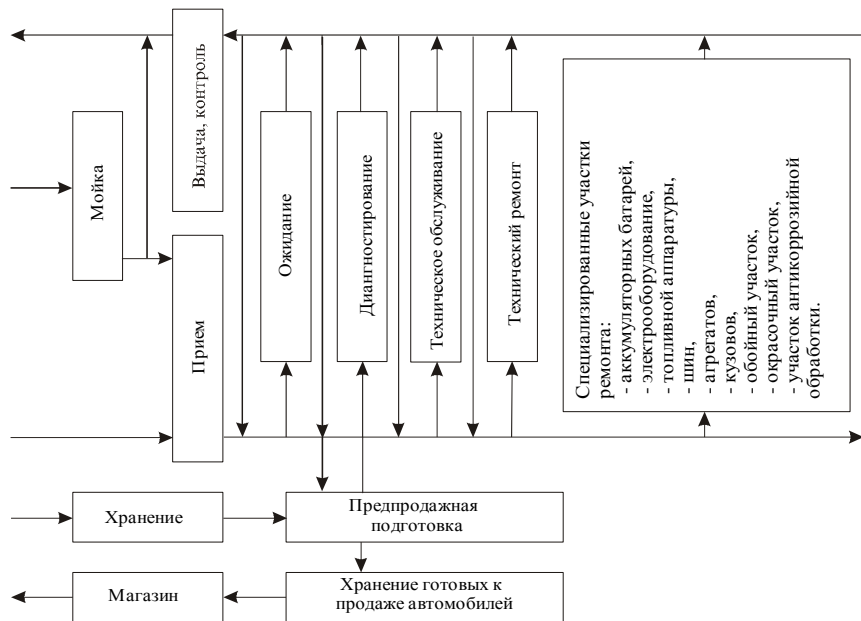 Мойка
Выдача, контроль
Прием
Ожидание
Диангностирование
Техническое обслуживание
Технический ремонт
Специализированные участки
ремонта:
- аккумуляторных батарей,
- электрооборудование,
- топливной аппаратуры,
- шин,
- агрегатов,
- кузовов,
- обойный участок,
- окрасочный участок,
- участок антикоррозийной
обработки.
Хранение
Предпродажная
подготовка
Магазин
Хранение готовых к
продаже автомобилей